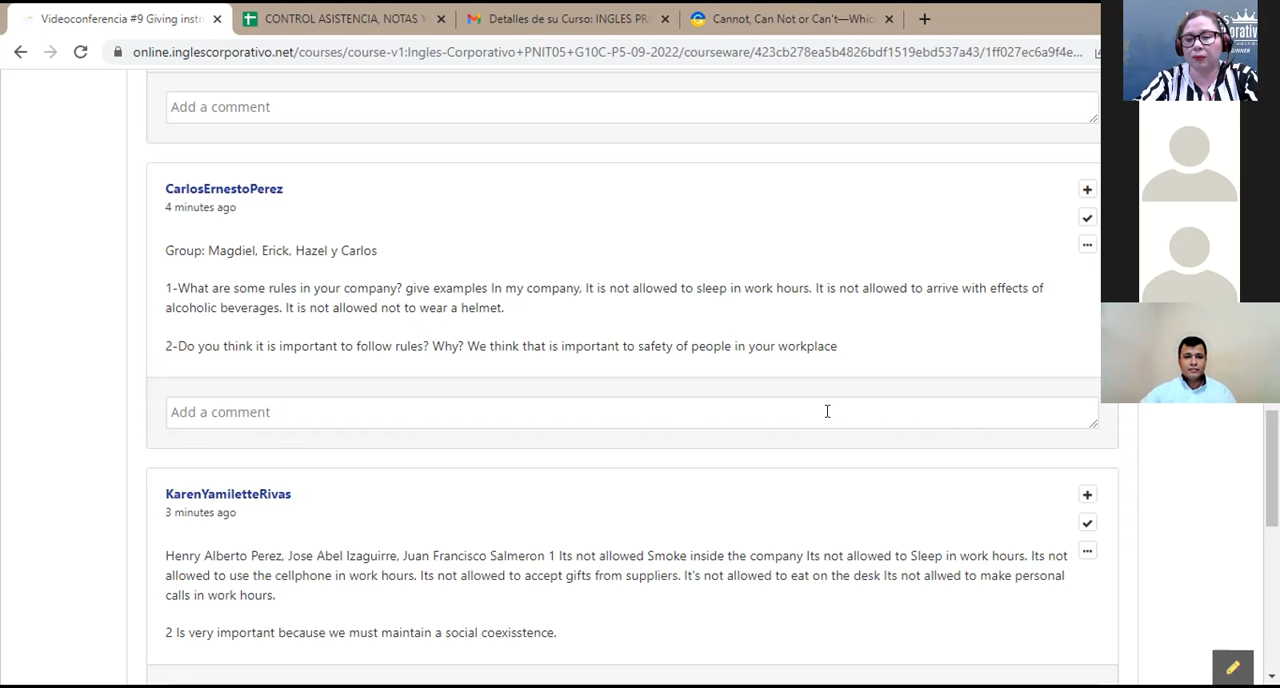 Videoconferencia #9 Giving instr
CONTROL ASISTENCIA, NOTAS Y
Detalles de su Curso: INGLES PRI
Cannot, Can Not or Can't—Whic
online.inglescorporativo.net/courses/course-v1:Ingles-Corporativo+PNIT05+G10C-P5-09-2022/courseware/423cb278ea5b4826bdf1519ebd537a43/1ff027ec6a9f4e...
Add a comment
CarlosErnestoPerez
4 minutes ago
Group: Magdiel, Erick, Hazel y Carlos
1-What are some rules in your company? give examples In my company, It is not allowed to sleep in work hours. It is not allowed to arrive with effects of
alcoholic beverages. It is not allowed not to wear a helmet.
2-Do you think it is important to follow rules? Why? We think that is important to safety of people in your workplace
Add a comment
KarenYamiletteRivas
3 minutes ago
Henry Alberto Perez, Jose Abel Izaguirre, Juan Francisco Salmeron 1 Its not allowed Smoke inside the company Its not allowed to Sleep in work hours. Its not
allowed to use the cellphone in work hours. Its not allowed to accept gifts from suppliers. It's not allowed to eat on the desk Its not allwed to make personal
calls in work hours.
2 Is very important because we must maintain a social coexisstence.